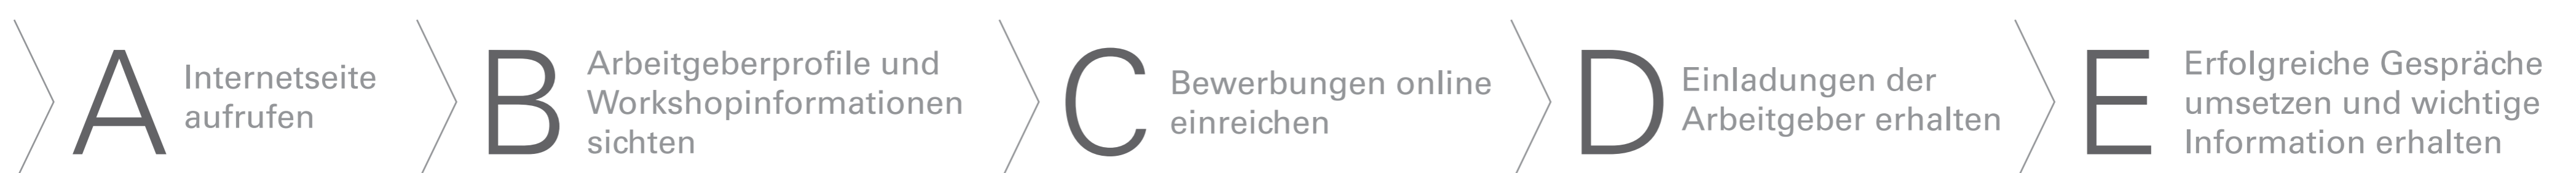 A
Internetseite
aufrufen
B
Arbeitgeberprofile und
Workshopinformationen
sichten
C
Bewerbungen online
einreichen
D
Einladungen der
Arbeitgeber erhalten
E
Erfolgreiche Gespräche
umsetzen und wichtige
Information erhalten